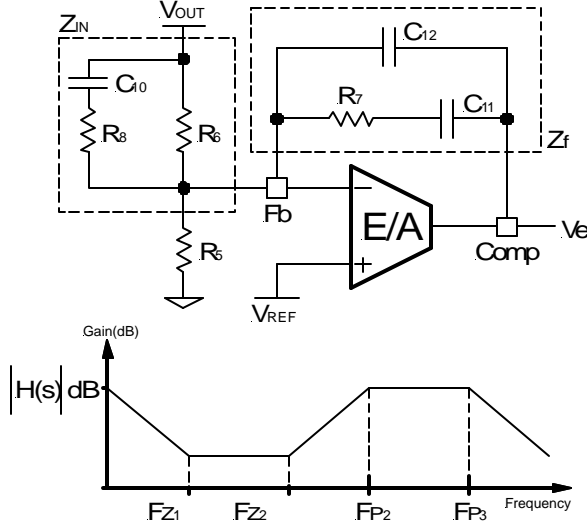 VOUT
ZIN
C12
C10
R7
C11
R8
R6
Zf
Fb
E/A
Ve
R5
Comp
VREF
Gain(dB)
|H(s)| dB
FZ1
FZ2
FP2
FP3
Frequency